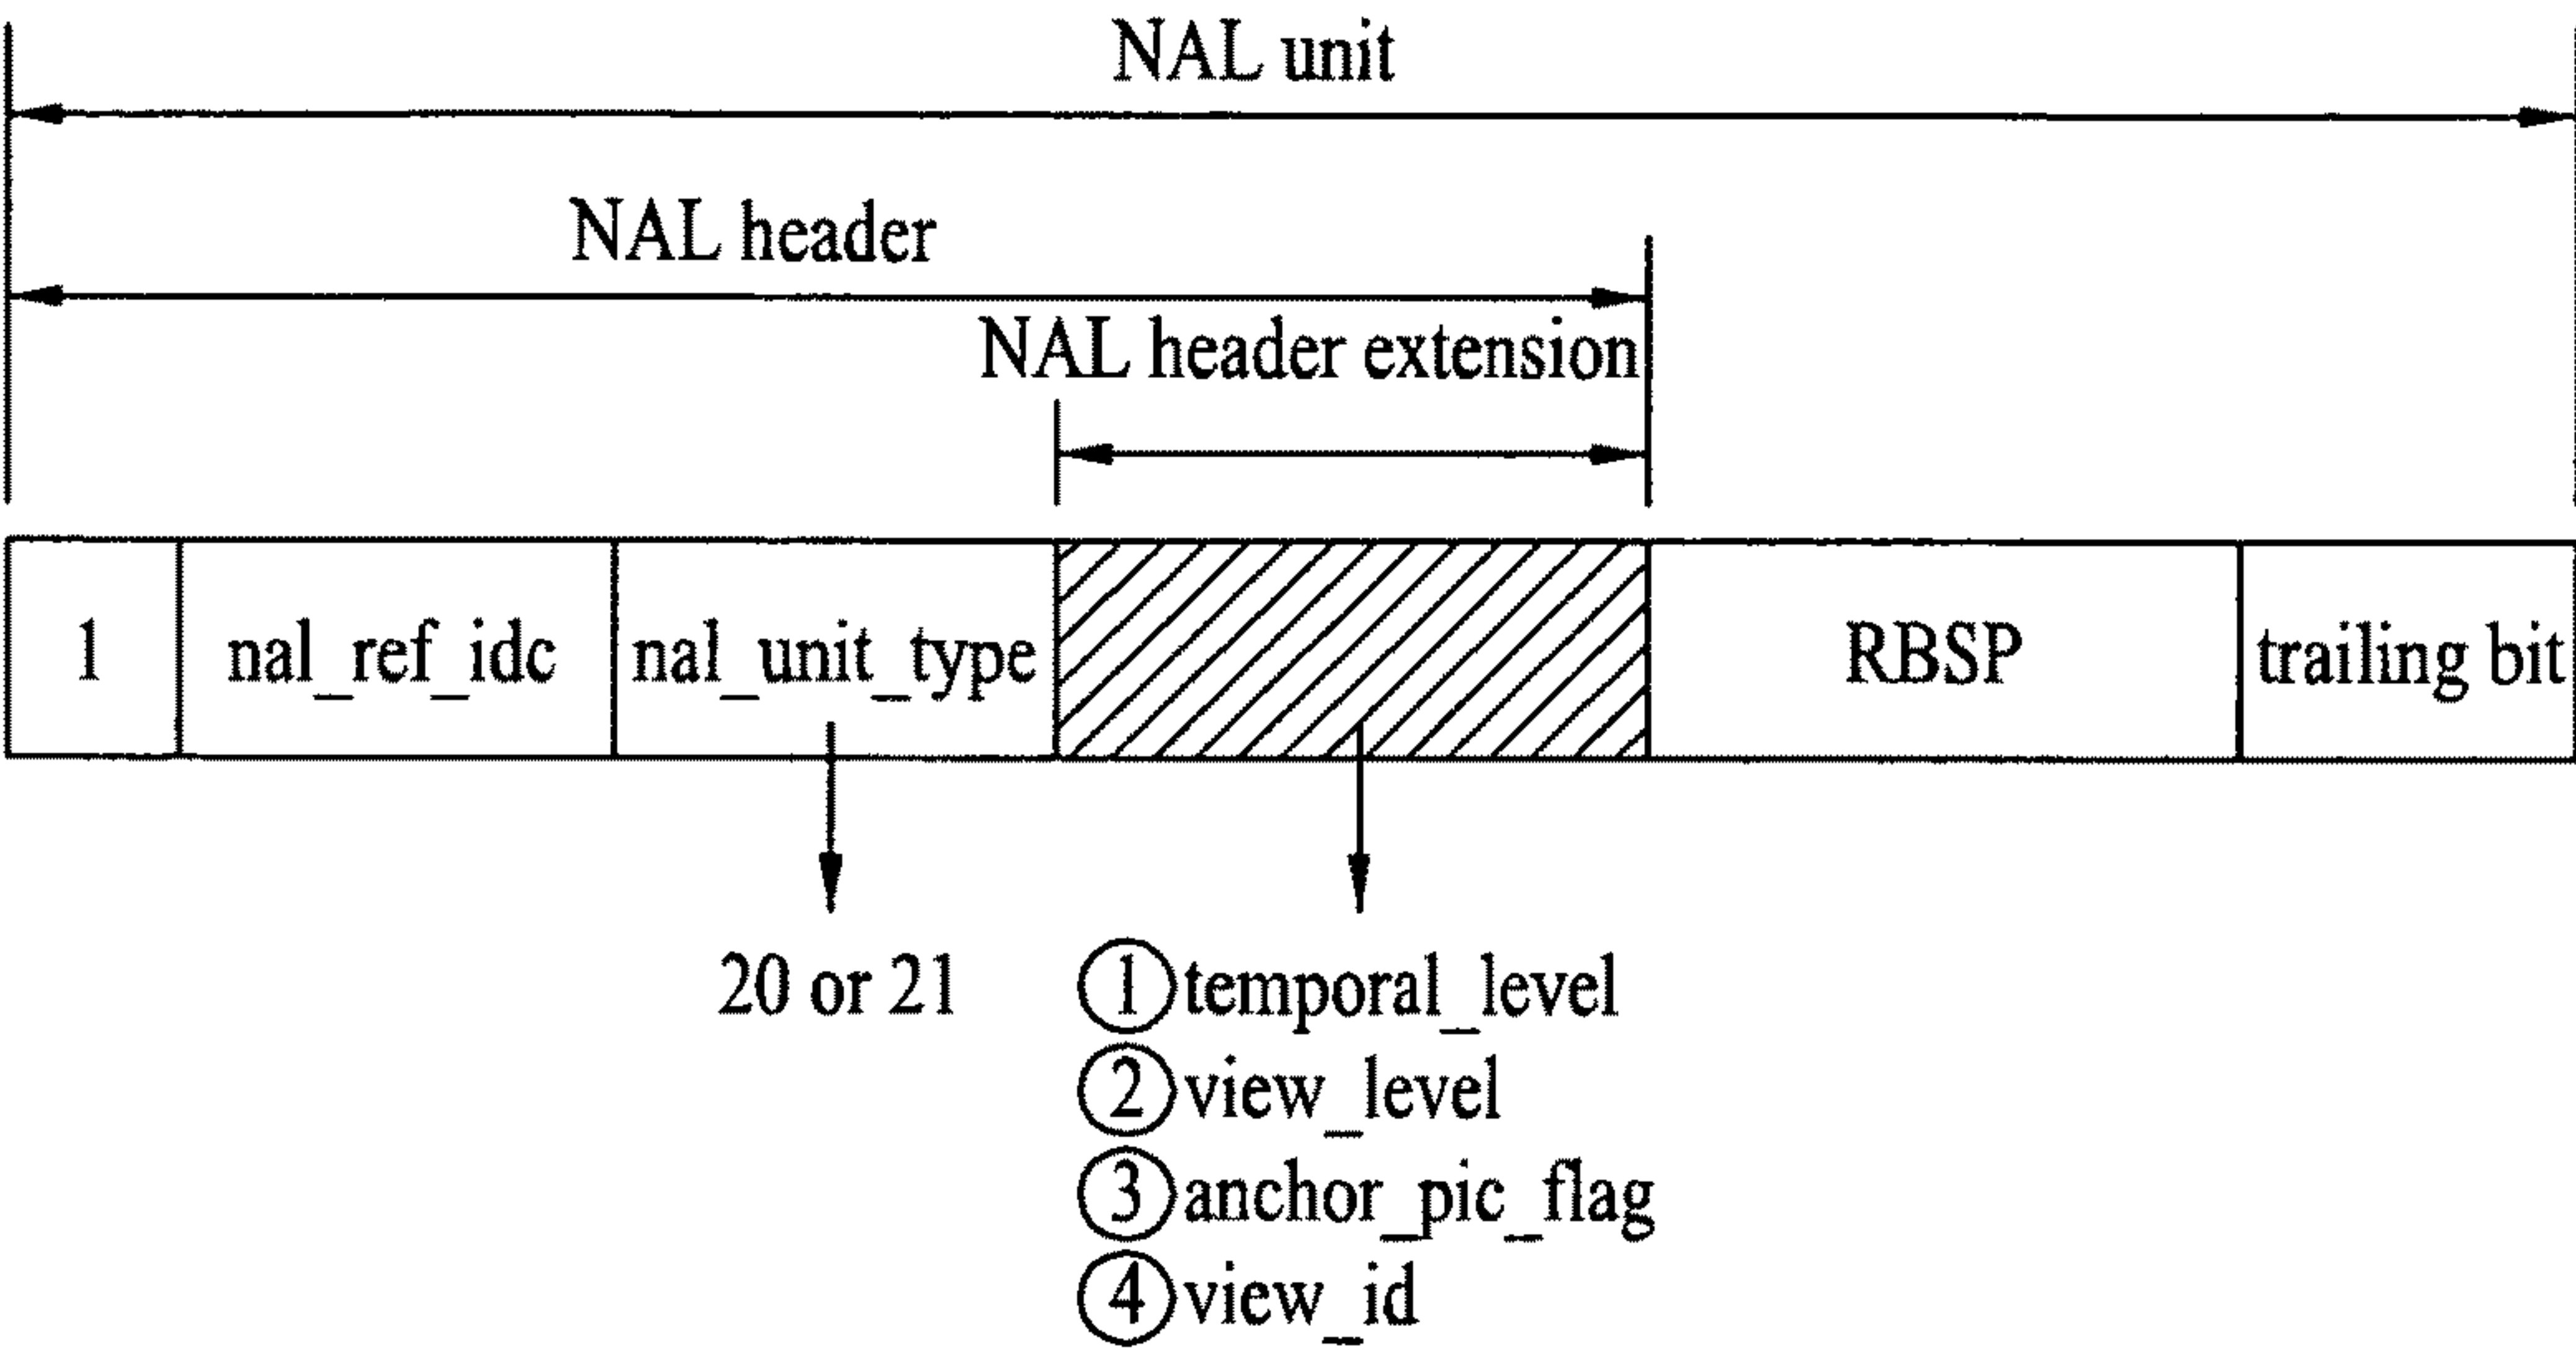 NAL unit
NAL header
NAL header extension
1 nal_ref_idc nal_unit_type RBSP trailing bit
20 or 21
①temporal_level
②view_level
③anchor_pic_flag
④view_id